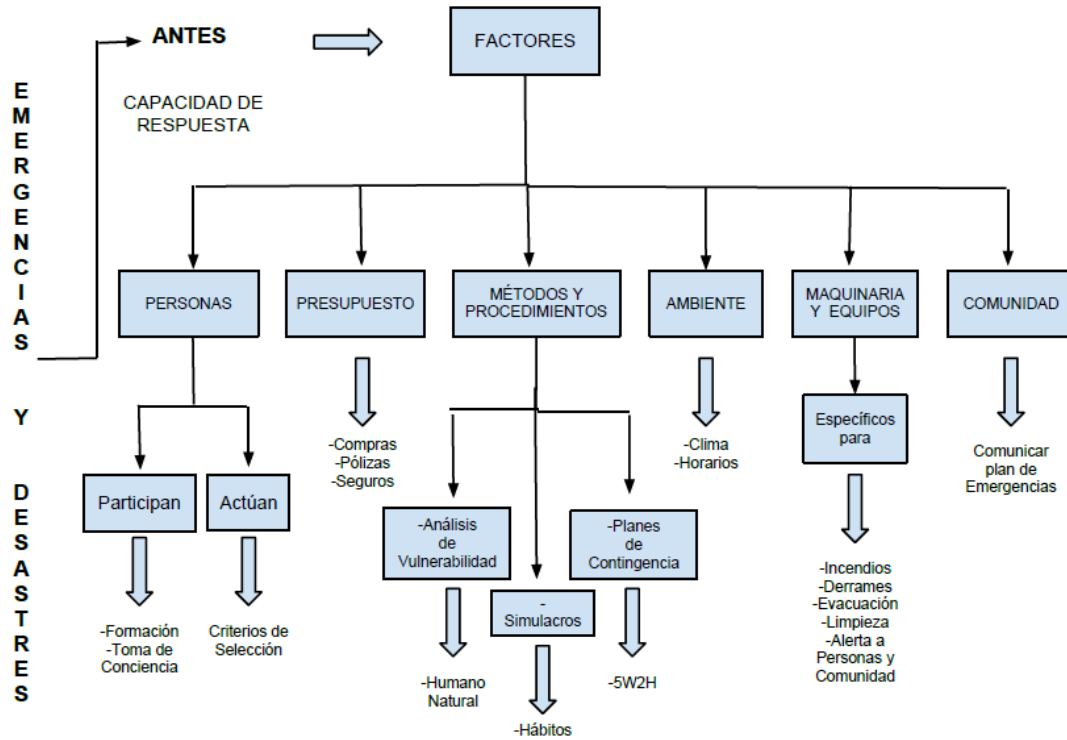 EMERGENCIAS
Y
DESASTRES
ANTES
CAPACIDAD DE
RESPUESTA
FACTORES
PERSONAS
PRESUPUESTO
MÉTODOS Y
PROCEDIMIENTOS
AMBIENTE
MAQUINARIA
Y EQUIPOS
COMUNIDAD
Participan
Actúan
-Formación
-Toma de
Conciencia
Criterios de
Selección
-Compras
-Pólizas
-Seguros
-Análisis
de
Vulnerabilidad
-Humano
Natural
-
Simulacros
-Hábitos
-Planes
de
Contingencia
-5W2H
-Clima
-Horarios
Específicos
para
-Incendios
-Derrames
-Evacuación
-Limpieza
-Alerta a
Personas y
Comunidad
Comunicar
plan de
Emergencias